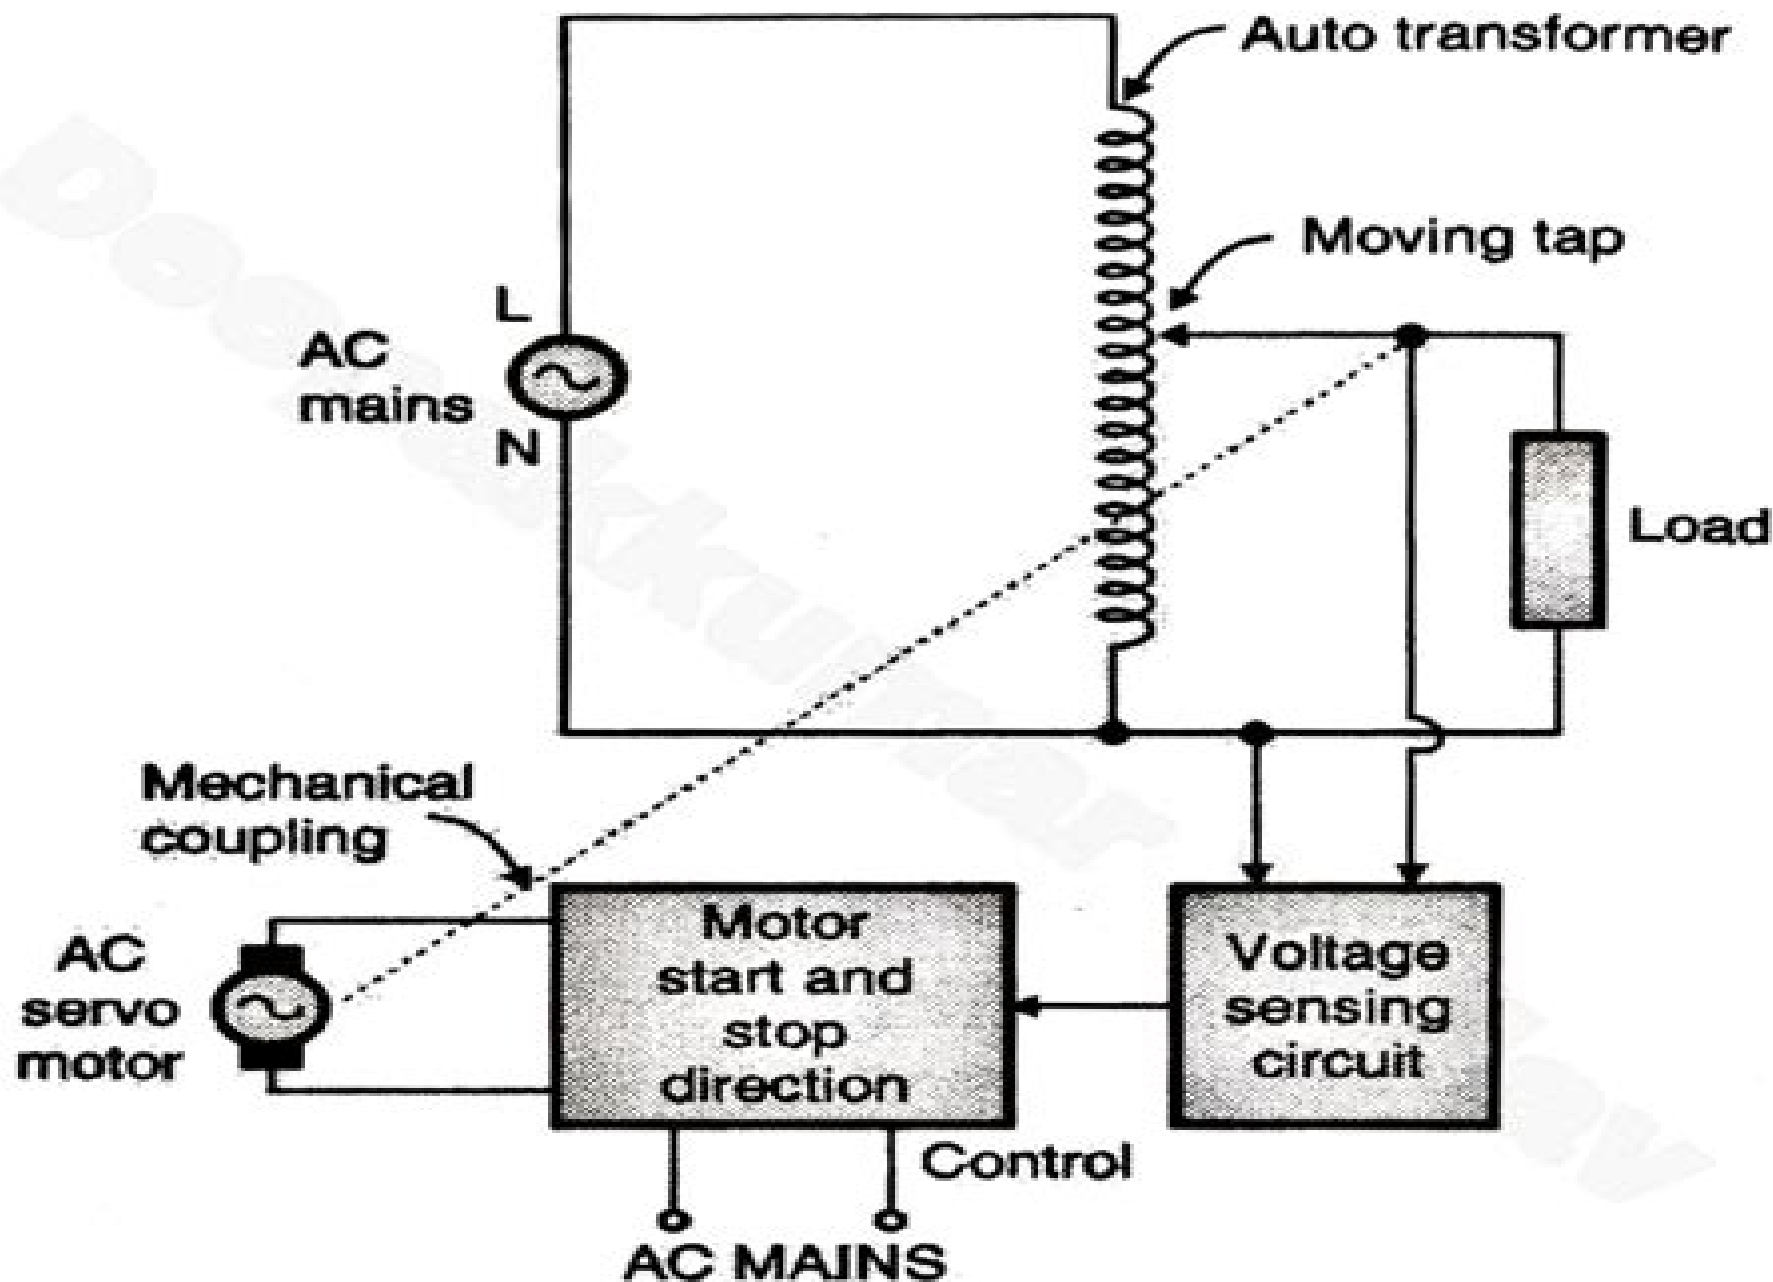 Auto transformer
Moving tap
L
AC
mains
N
Load
Mechanical
coupling
AC
servo
motor
Motor
start and
stop
direction
Voltage
sensing
circuit
Control
AC MAINS